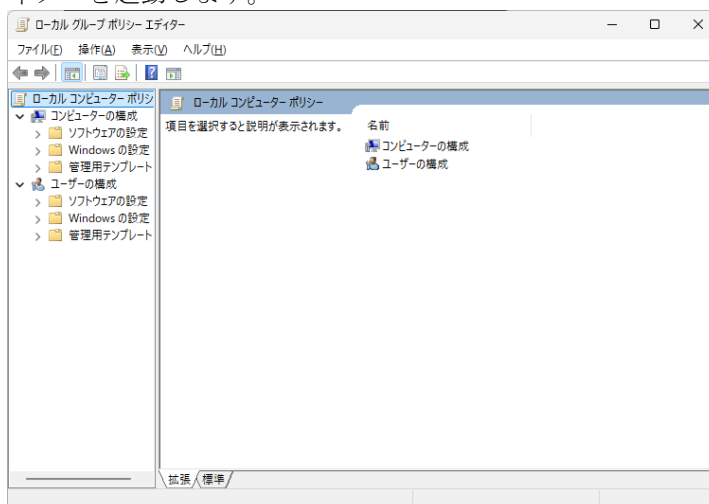 ローカル グループ ポリシー エディター
ファイル(F) 操作(A) 表示(V) ヘルプ(H)
ローカル コンピューター ポリシ
コンピューターの構成
ソフトウェアの設定
Windows の設定
管理用テンプレート
ユーザーの構成
ソフトウェアの設定
Windows の設定
管理用テンプレート
ローカル コンピューター ポリシー
項目を選択すると説明が表示されます。
名前
コンピューターの構成
ユーザーの構成
拡張 標準